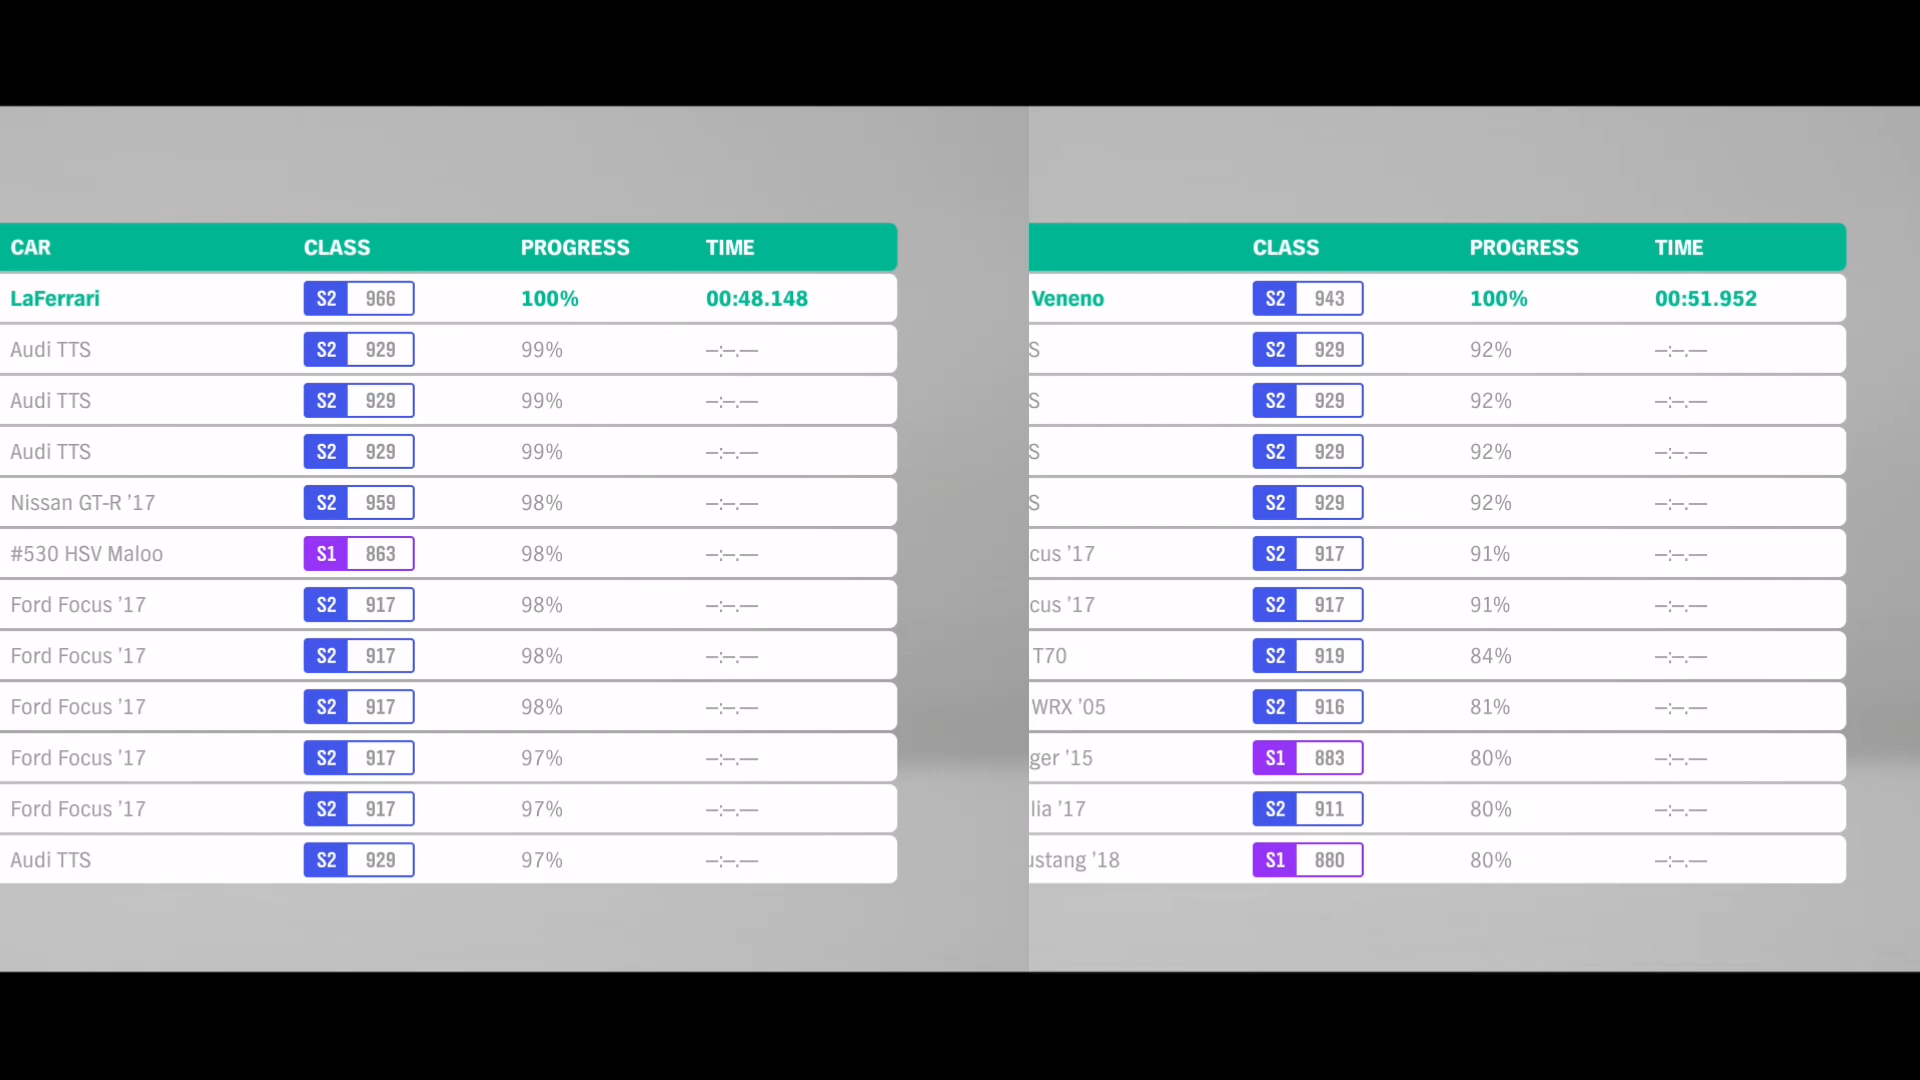 CAR CLASS PROGRESS TIME
LaFerrari S2 966 100% 00:48.148
Audi TTS S2 929 99% --:--.---
Audi TTS S2 929 99% --:--.---
Audi TTS S2 929 99% --:--.---
Nissan GT-R ’17 S2 959 98% --:--.---
#530 HSV Maloo S1 863 98% --:--.---
Ford Focus ’17 S2 917 98% --:--.---
Ford Focus ’17 S2 917 98% --:--.---
Ford Focus ’17 S2 917 98% --:--.---
Ford Focus ’17 S2 917 97% --:--.---
Ford Focus ’17 S2 917 97% --:--.---
Audi TTS S2 929 97% --:--.---
CLASS PROGRESS TIME
Veneno S2 943 100% 00:51.952
S S2 929 92% --:--.---
S S2 929 92% --:--.---
S S2 929 92% --:--.---
S S2 929 92% --:--.---
cus ’17 S2 917 91% --:--.---
cus ’17 S2 917 91% --:--.---
T70 S2 919 84% --:--.---
WRX ’05 S2 916 81% --:--.---
ger ’15 S1 883 80% --:--.---
lia ’17 S2 911 80% --:--.---
ustang ’18 S1 880 80% --:--.---